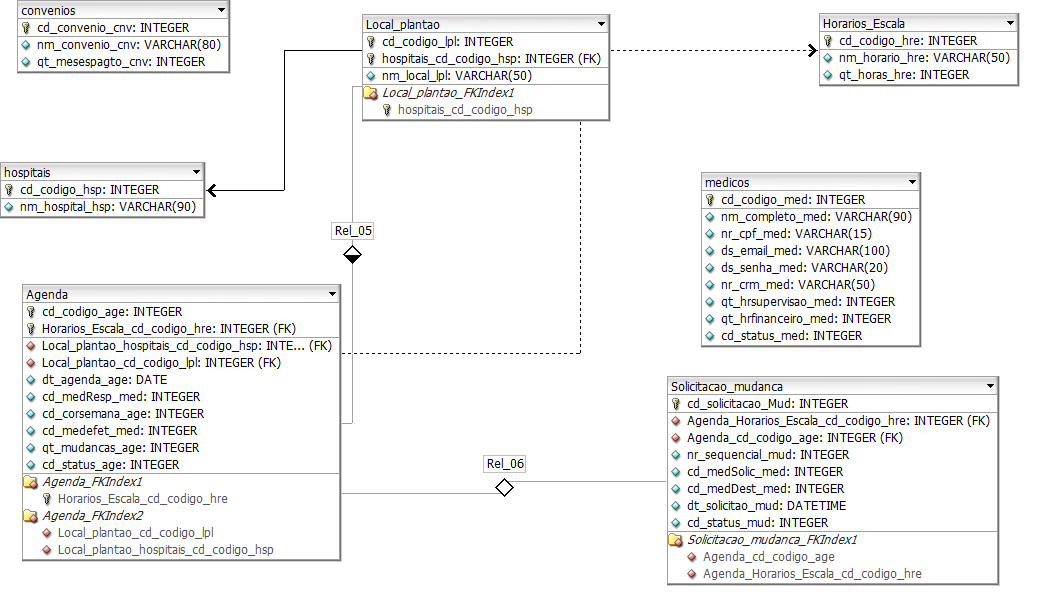 convenios
cd_convenio_cnv: INTEGER
nm_convenio_cnv: VARCHAR(80)
qt_mesespagto_cnv: INTEGER
Local_plantao
cd_codigo_lpl: INTEGER
hospitais_cd_codigo_hsp: INTEGER (FK)
nm_local_lpl: VARCHAR(50)
Local_plantao_FKIndex1
hospitais_cd_codigo_hsp
Horarios_Escala
cd_codigo_hre: INTEGER
nm_horario_hre: VARCHAR(50)
qt_horas_hre: INTEGER
hospitais
cd_codigo_hsp: INTEGER
nm_hospital_hsp: VARCHAR(90)
medicos
cd_codigo_med: INTEGER
nm_completo_med: VARCHAR(90)
nr_cpf_med: VARCHAR(15)
ds_email_med: VARCHAR(100)
ds_senha_med: VARCHAR(20)
nr_crm_med: VARCHAR(50)
qt_hrsupervisao_med: INTEGER
qt_hrfinanceiro_med: INTEGER
cd_status_med: INTEGER
Rel_05
Agenda
cd_codigo_age: INTEGER
Horarios_Escala_cd_codigo_hre: INTEGER (FK)
Local_plantao_hospitais_cd_codigo_hsp: INTE... (FK)
Local_plantao_cd_codigo_lpl: INTEGER (FK)
dt_agenda_age: DATE
cd_medResp_med: INTEGER
cd_corsemana_age: INTEGER
cd_medefet_med: INTEGER
qt_mudancas_age: INTEGER
cd_status_age: INTEGER
Agenda_FKIndex1
Horarios_Escala_cd_codigo_hre
Agenda_FKIndex2
Local_plantao_cd_codigo_lpl
Local_plantao_hospitais_cd_codigo_hsp
Rel_06
Solicitacao_mudanca
cd_solicitacao_Mud: INTEGER
Agenda_Horarios_Escala_cd_codigo_hre: INTEGER (FK)
Agenda_cd_codigo_age: INTEGER (FK)
nr_sequencial_mud: INTEGER
cd_medSolic_med: INTEGER
cd_medDest_med: INTEGER
dt_solicitao_mud: DATETIME
cd_status_mud: INTEGER
Solicitacao_mudanca_FKIndex1
Agenda_cd_codigo_age
Agenda_Horarios_Escala_cd_codigo_hre